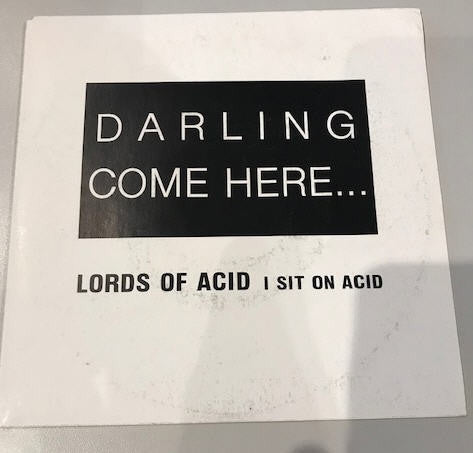 DARLING
COME HERE...
LORDS OF ACID I SIT ON ACID